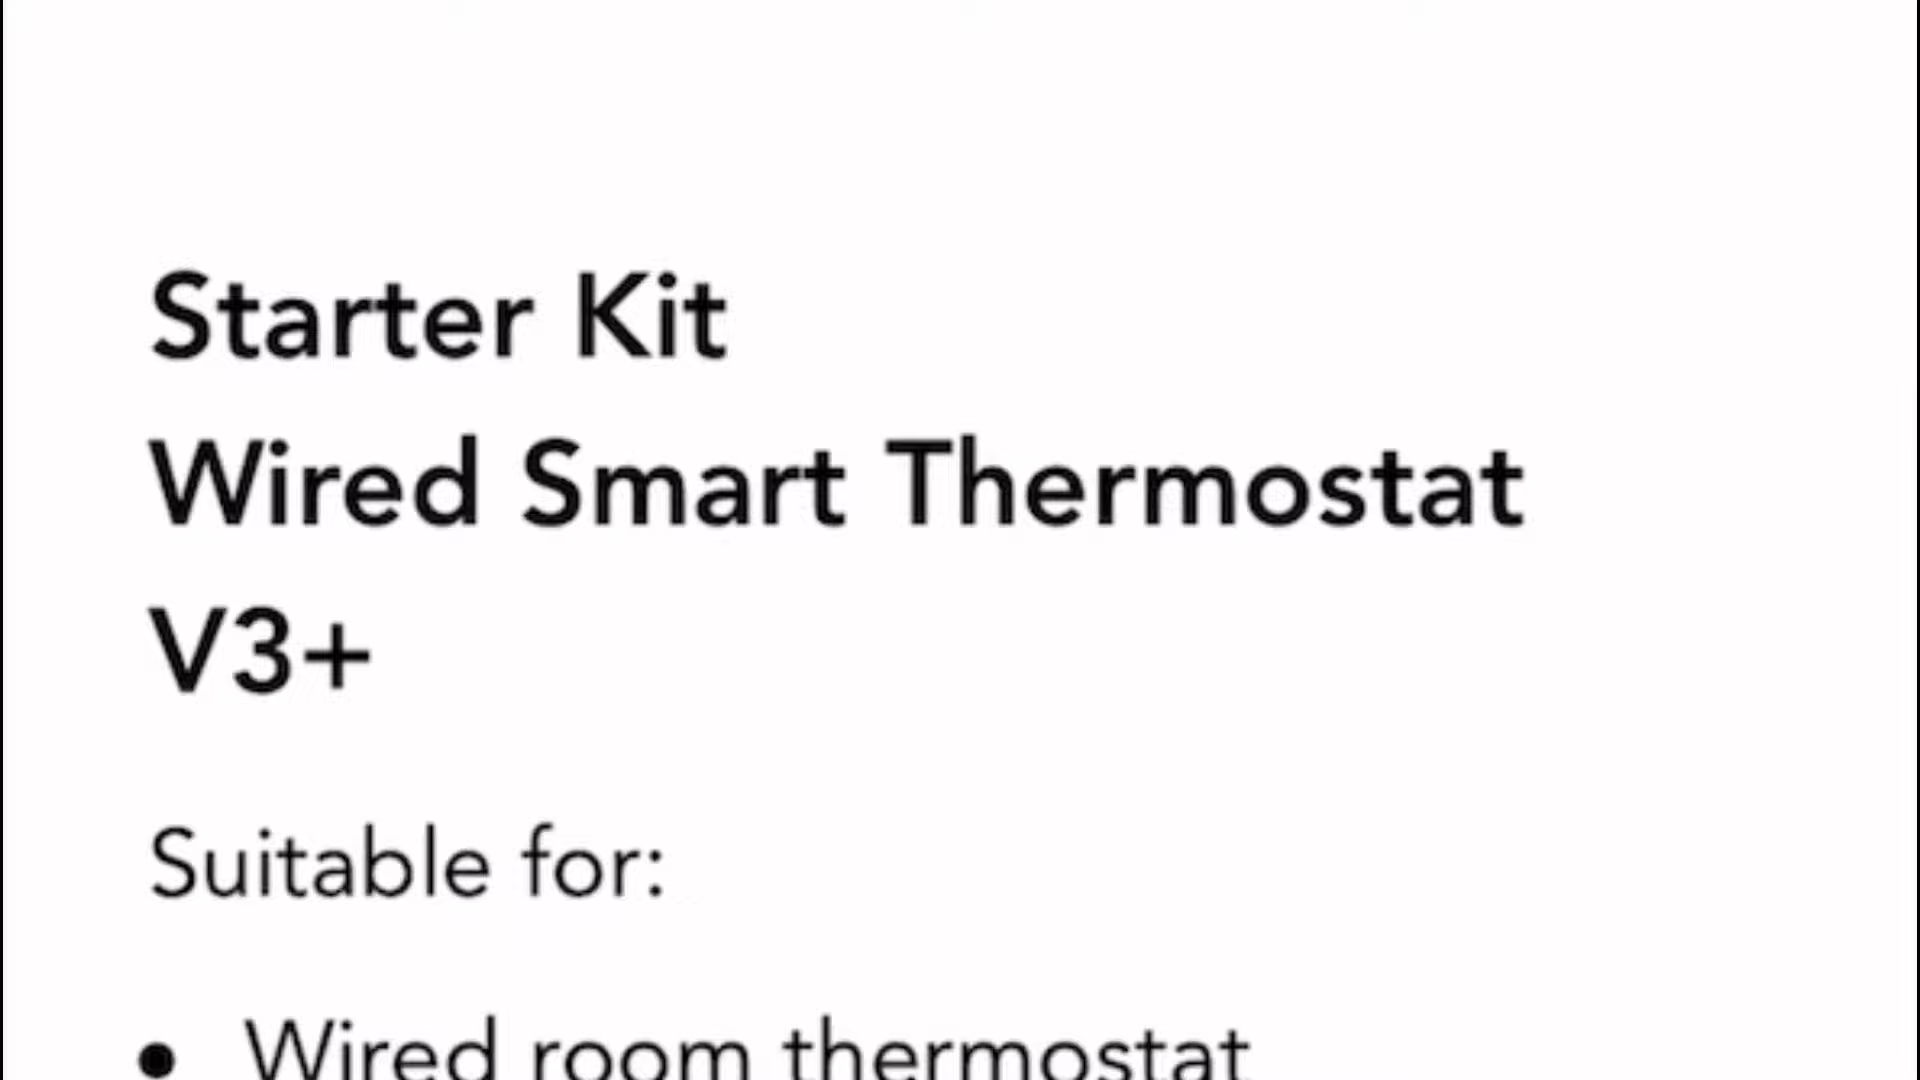 Starter Kit
Wired Smart Thermostat
V3+
Suitable for:
• Wired room thermostat